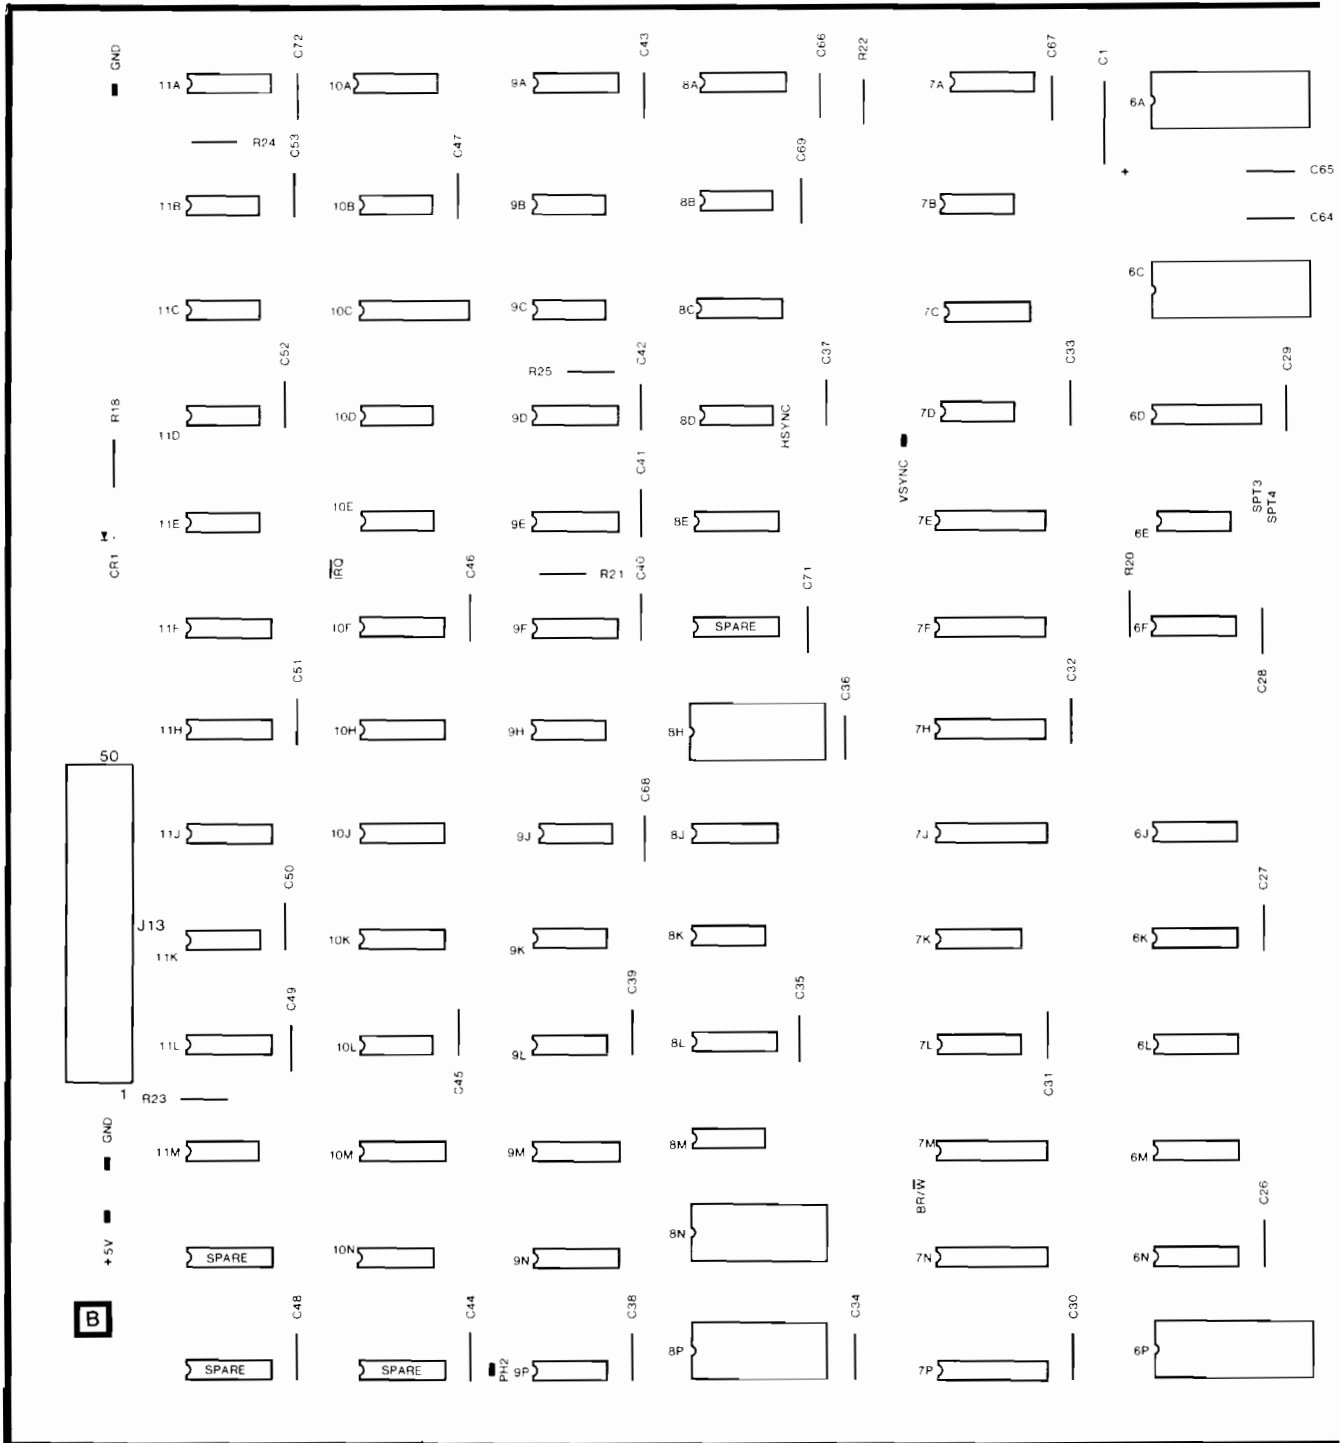 GND
C72
C43
C66
R22
C67
C1
11A
10A
9A
8A
7A
6A
R24
C53
C47
C69
+
C65
11B
10B
9B
8B
7B
C64
6C
11C
10C
9C
8C
7C
C52
R25
C42
C37
C33
C29
R18
11D
10D
9D
8D
HSYNC
7D
6D
C41
VSYNC
SPT3
SPT4
11E
10E
9E
8E
7E
6E
CR1
IRQ
C46
R21
C40
C71
R20
11F
10F
9F
SPARE
7F
6F
C51
C36
C32
C28
11H
10H
9H
8H
7H
50
C68
11J
10J
9J
8J
7J
6J
J13
C50
C27
11K
10K
9K
8K
7K
6K
C49
C39
C35
11L
10L
9L
8L
7L
6L
1
R23
C45
C31
GND
11M
10M
9M
8M
7M
6M
BR/W
C26
+5V
SPARE
10N
9N
8N
7N
6N
B
C48
C44
C38
C34
C30
SPARE
SPARE
PH2
9P
8P
7P
6P